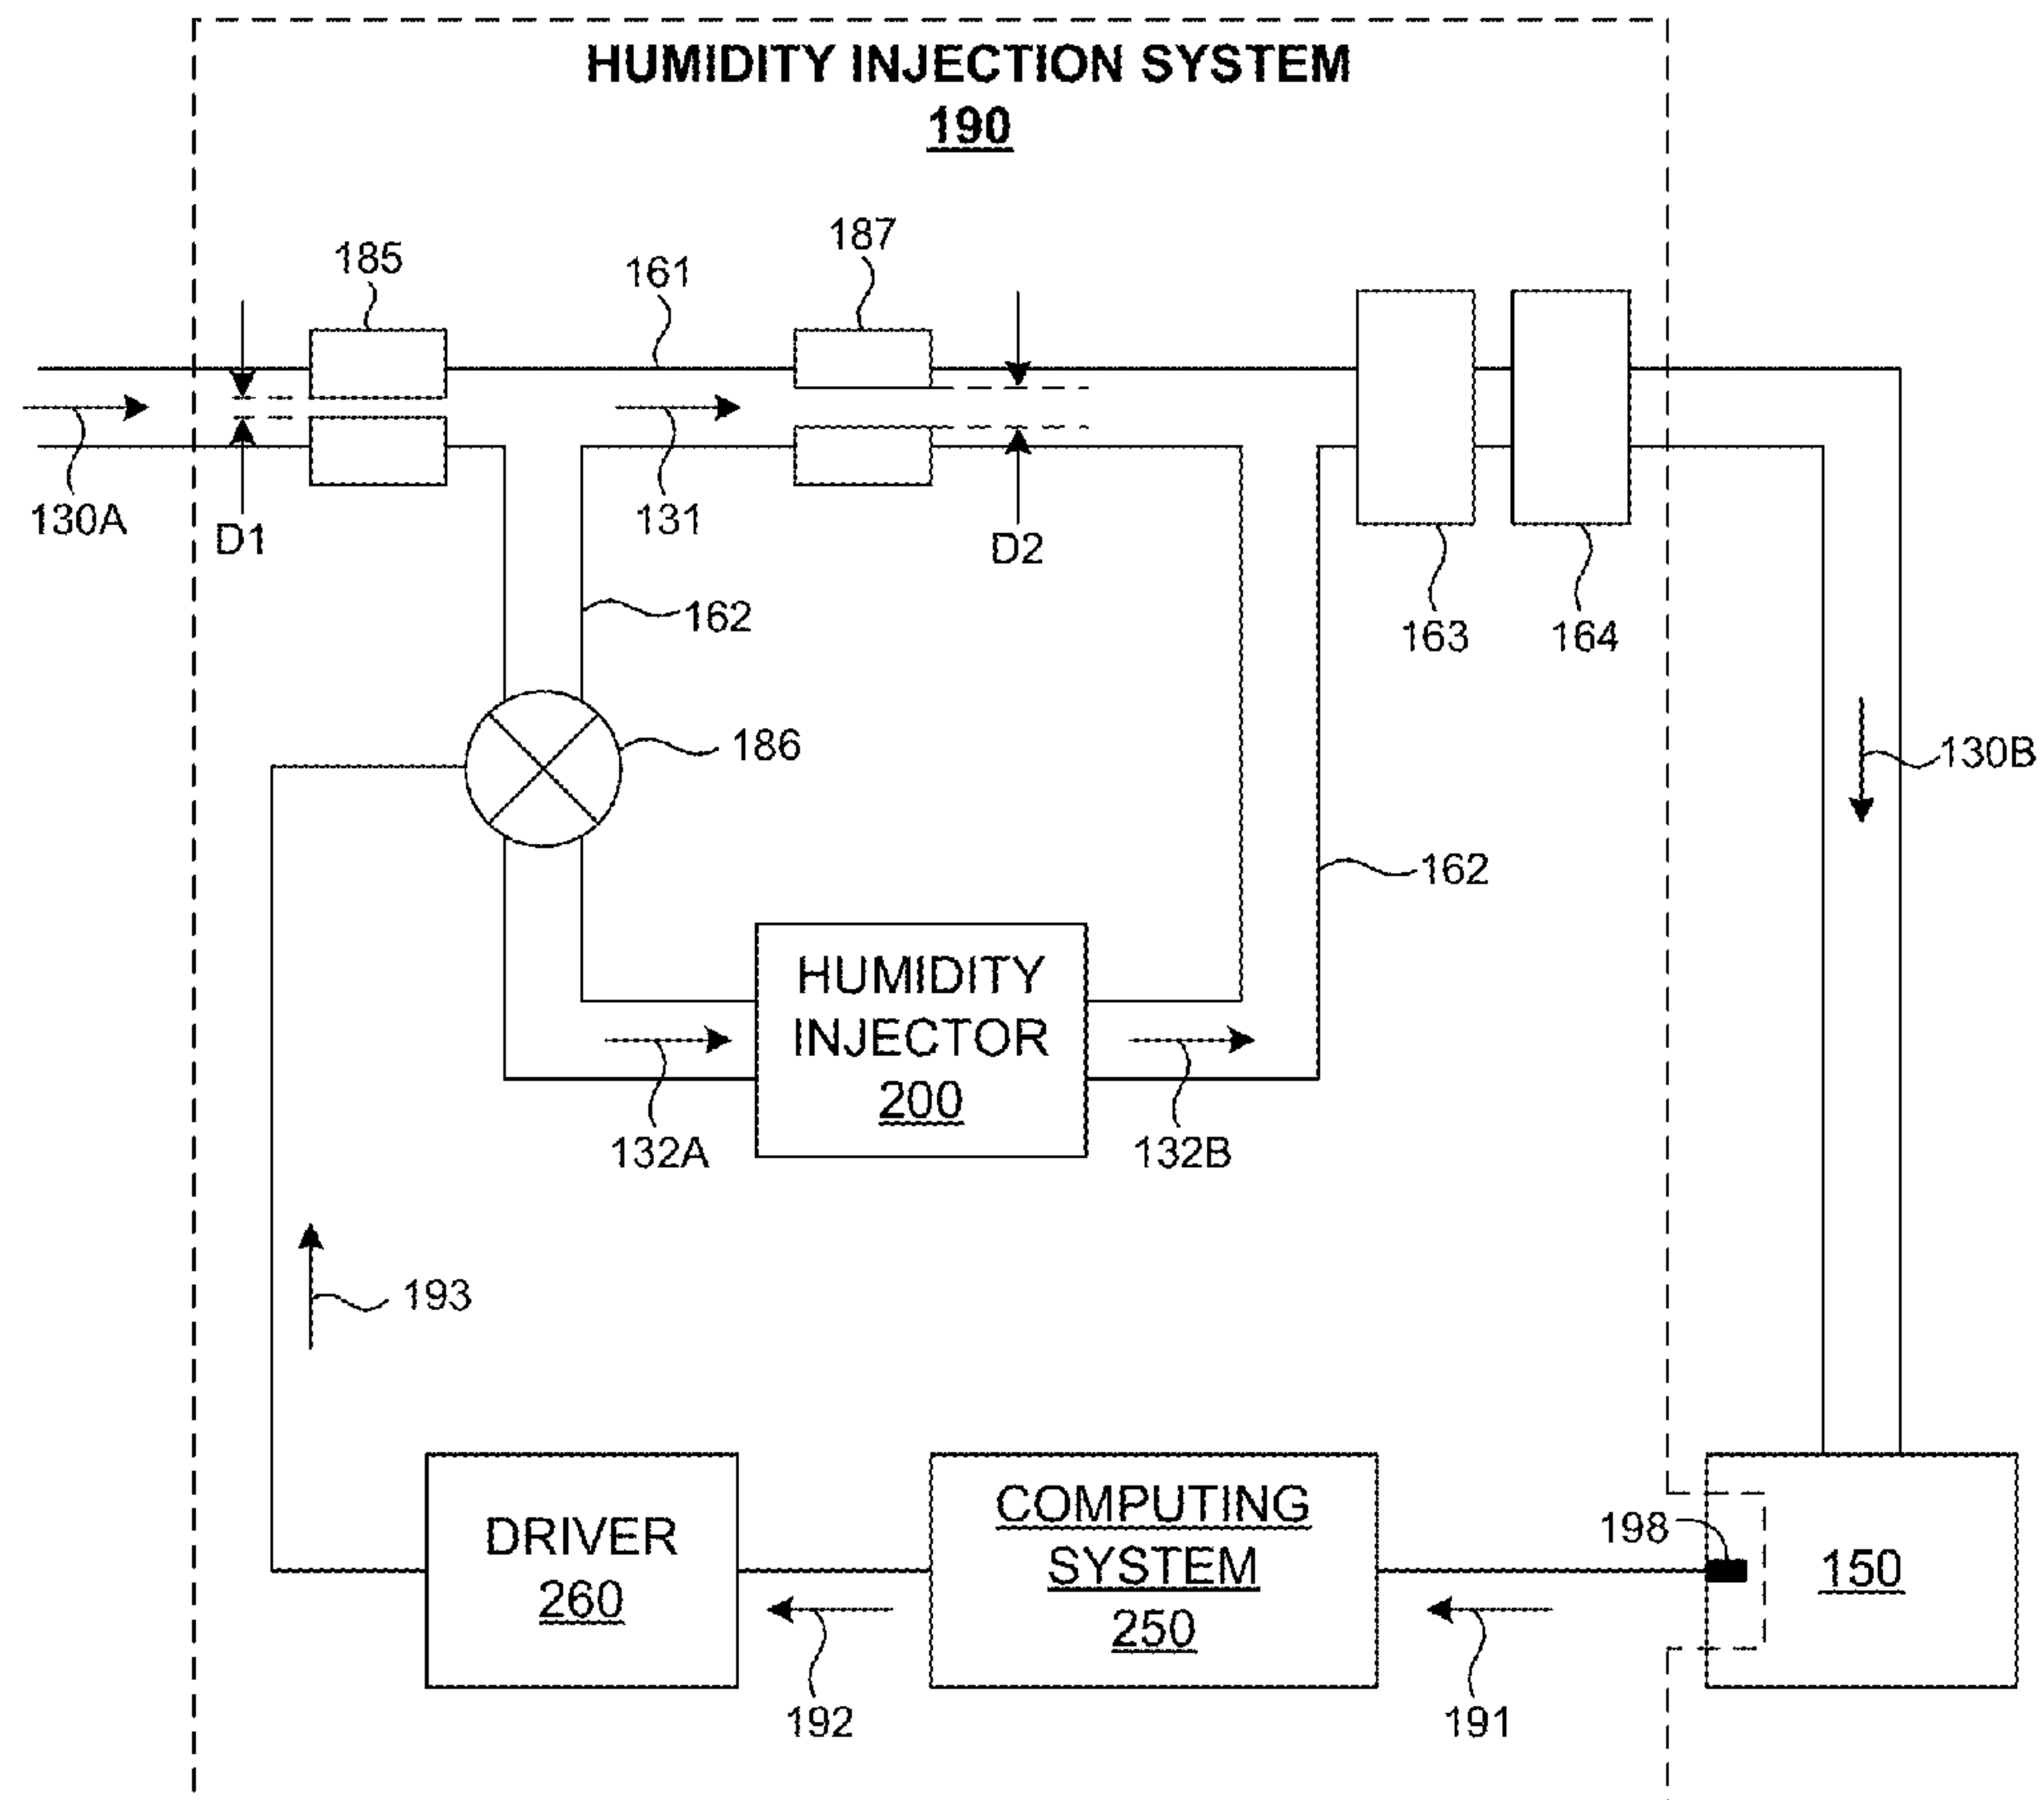 HUMIDITY INJECTION SYSTEM
190
185
161
187
130A
D1
131
D2
163
164
162
186
130B
162
HUMIDITY
INJECTOR
200
132A
132B
193
DRIVER
260
COMPUTING
SYSTEM
250
198
150
192
191